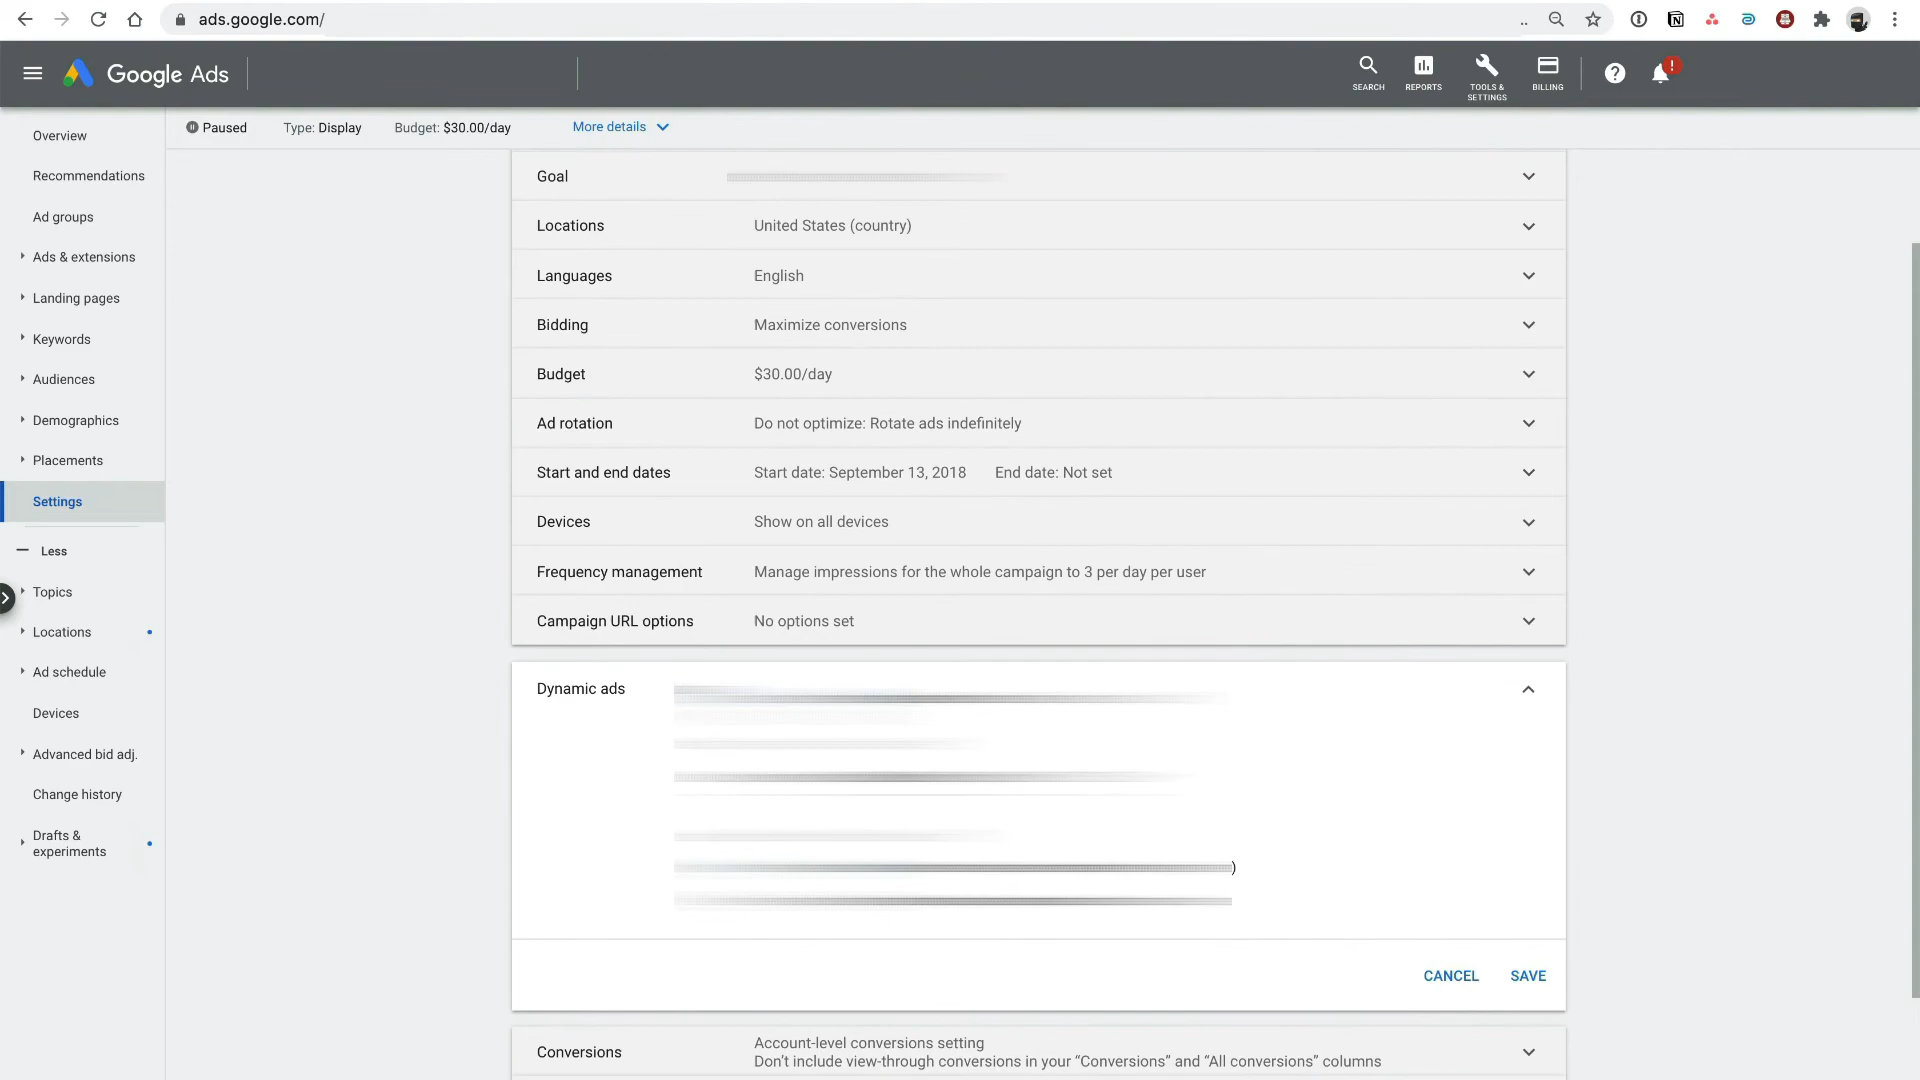 ads.google.com/
Google Ads
SEARCH
REPORTS
TOOLS &
SETTINGS
BILLING
Paused
Type: Display
Budget: $30.00/day
More details
Overview
Recommendations
Ad groups
Ads & extensions
Landing pages
Keywords
Audiences
Demographics
Placements
Settings
Less
Topics
Locations
Ad schedule
Devices
Advanced bid adj.
Change history
Drafts &
experiments
Goal
Locations United States (country)
Languages English
Bidding Maximize conversions
Budget $30.00/day
Ad rotation Do not optimize: Rotate ads indefinitely
Start and end dates Start date: September 13, 2018 End date: Not set
Devices Show on all devices
Frequency management Manage impressions for the whole campaign to 3 per day per user
Campaign URL options No options set
Dynamic ads
)
CANCEL SAVE
Conversions Account-level conversions setting
Don’t include view-through conversions in your “Conversions” and “All conversions” columns